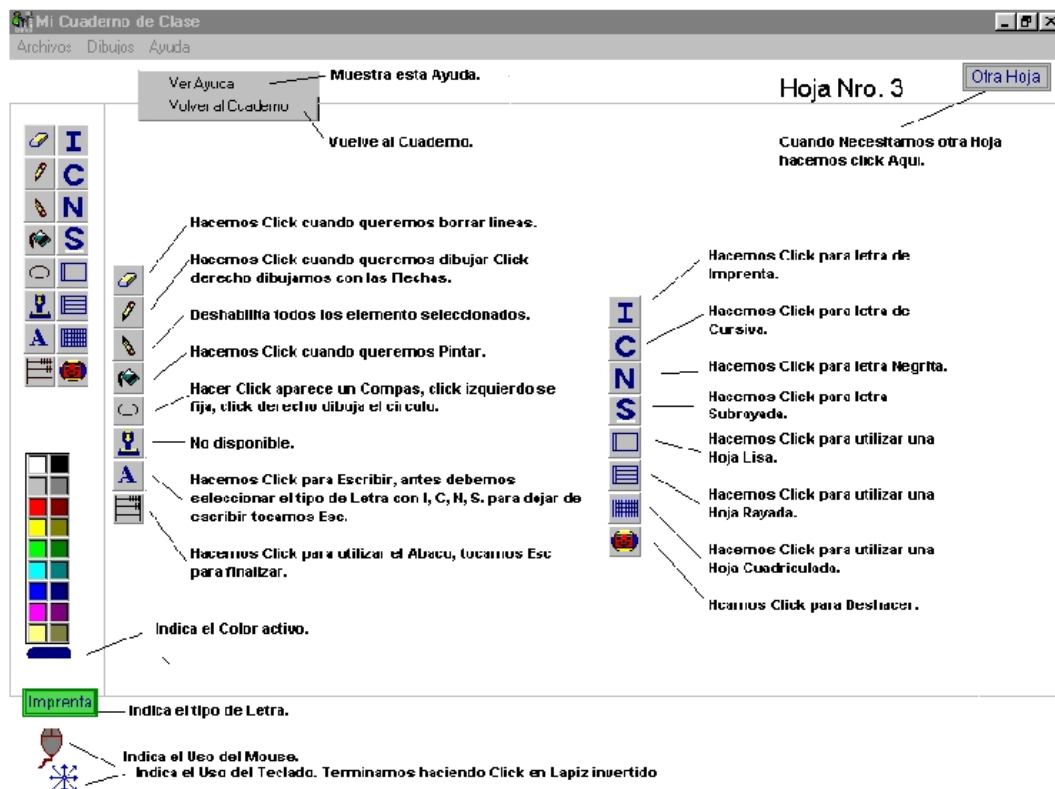 Mi Cuaderno de Clase
Archivos Dibujos Ayuda
Ver Ayuda
Volver al Cuaderno
Muestra esta Ayuda.
Vuelve al Cuaderno.
Hoja Nro. 3
Otra Hoja
Cuando Necesitamos otra Hoja
hacemos click Aqui.
I
C
N
S
A
Hacemos Click cuando queremos borrar lineas.
Hacemos Click cuando queremos dibujar Click
derecho dibujamos con las Flechas.
Deshabilita todos los elemento seleccionados.
Hacemos Click cuando queremos Pintar.
Hacer Click aparece un Compas, click izquierdo se
fija, click derecho dibuja el circulo.
No disponible.
A
Hacemos Click para Escribir, antes debemos
seleccionar el tipo de Letra con I, C, N, S. para dejar de
escribir tocamos Esc.
Hacemos Click para utilizar el Abaco, tocamos Esc
para finalizar.
I
C
N
S
Hacemos Click para letra de
Imprenta.
Hacemos Click para letra de
Cursiva.
Hacemos Click para letra Negrita.
Hacemos Click para letra
Subrayada.
Hacemos Click para utilizar una
Hoja Lisa.
Hacemos Click para utilizar una
Hoja Rayada.
Hacemos Click para utilizar una
Hoja Cuadriculada.
Hcamos Click para Deshacer.
Indica el Color activo.
Imprenta
Indica el tipo de Letra.
Indica el Uso del Mouse.
Indica el Uso del Teclado. Terminamos haciendo Click en Lapiz invertido